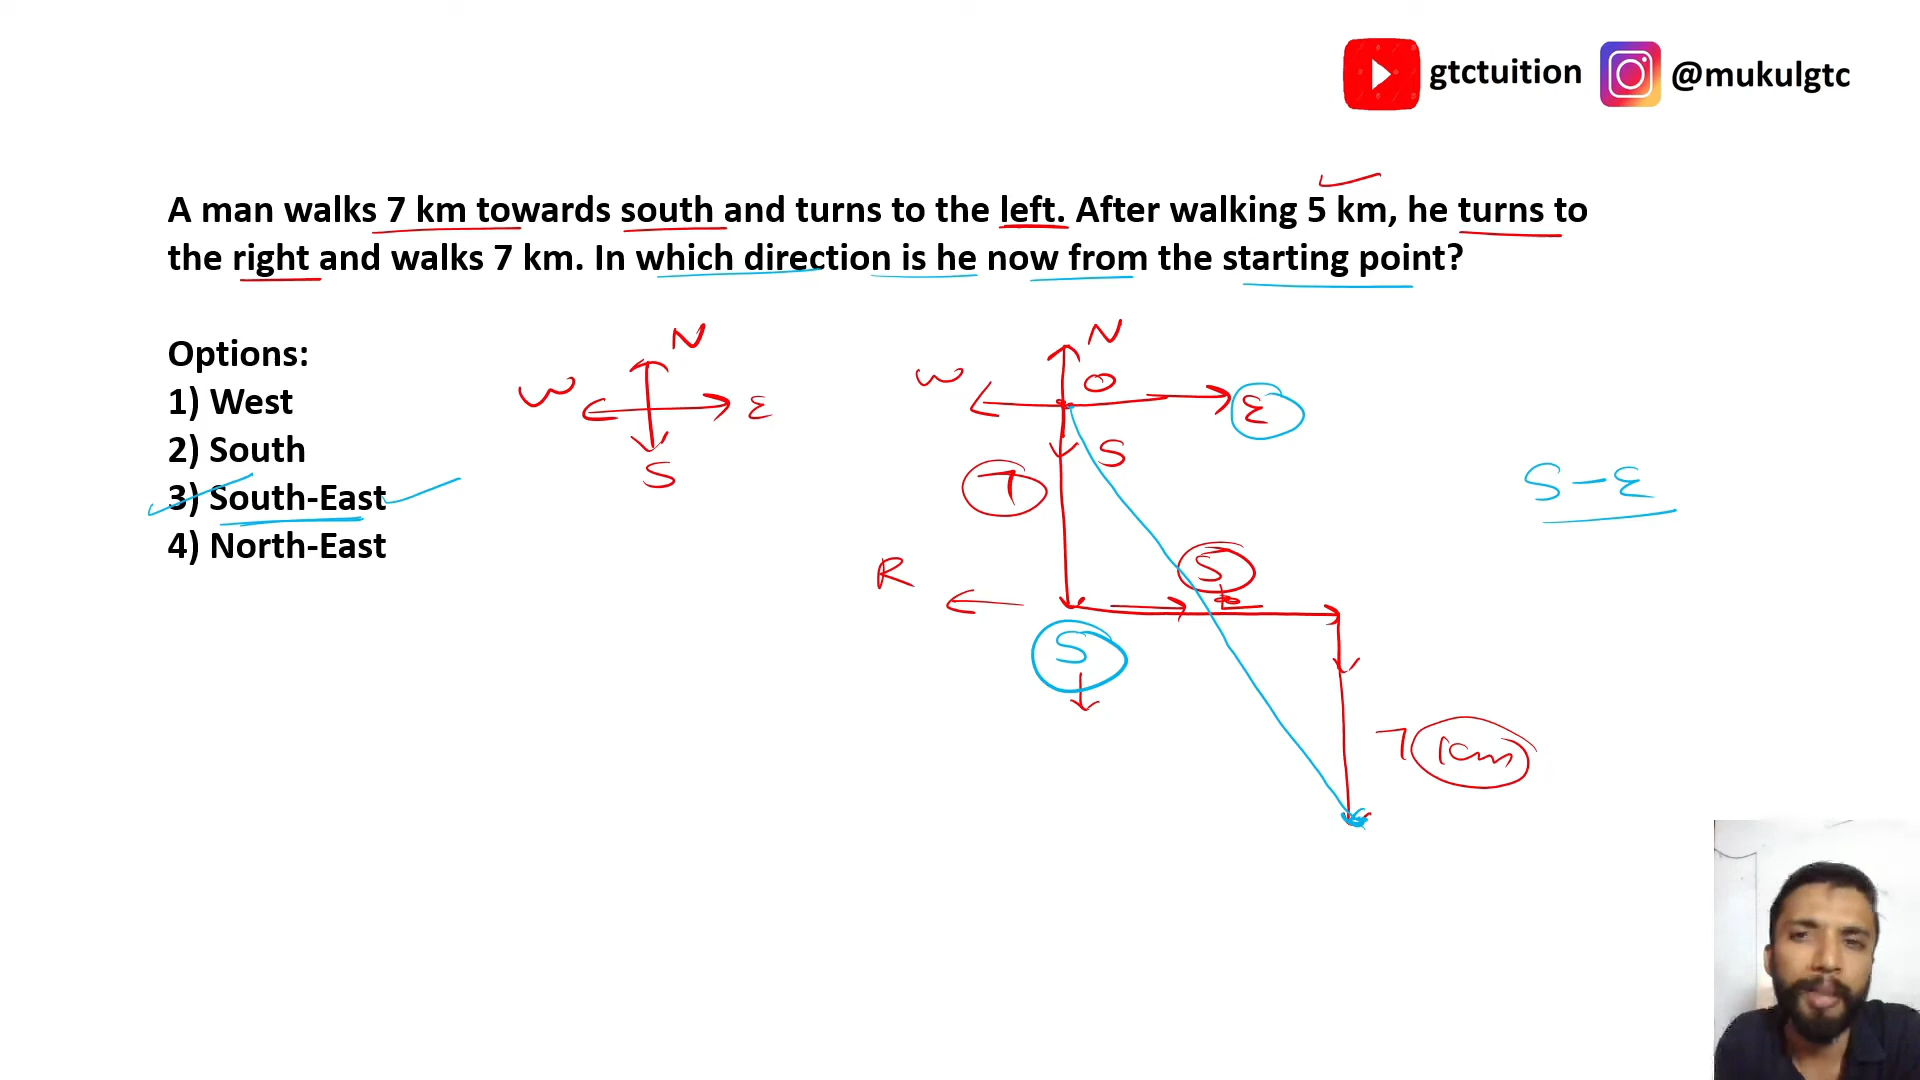 gtctuition @mukulgtc
A man walks 7 km towards south and turns to the left. After walking 5 km, he turns to
the right and walks 7 km. In which direction is he now from the starting point?
Options:
1) West
2) South
3) South-East
4) North-East
N
W
E
S
N
W
O
E
S
7
S-E
R
5
S
7 km